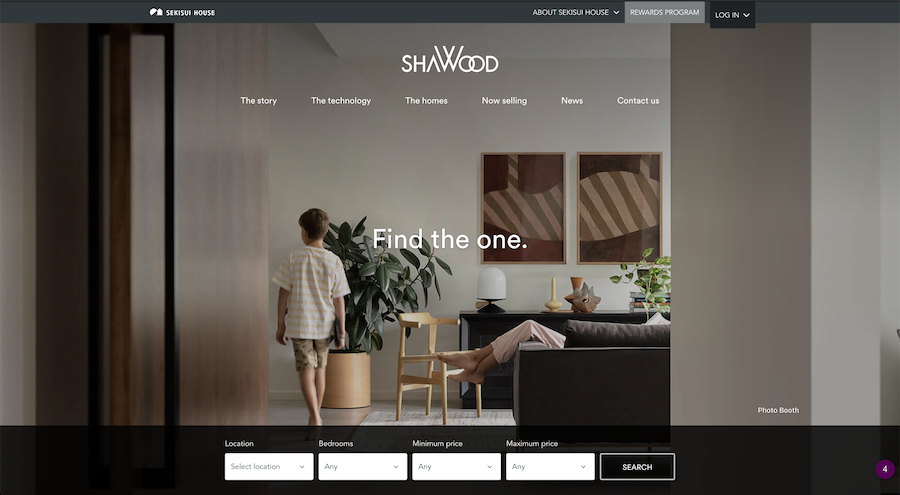 SEKISUI HOUSE
ABOUT SEKISUI HOUSE
REWARDS PROGRAM
LOG IN
SHAWOOD
The story
The technology
The homes
Now selling
News
Contact us
Find the one.
Photo Booth
Location
Bedrooms
Minimum price
Maximum price
Select location
Any
Any
Any
SEARCH
4